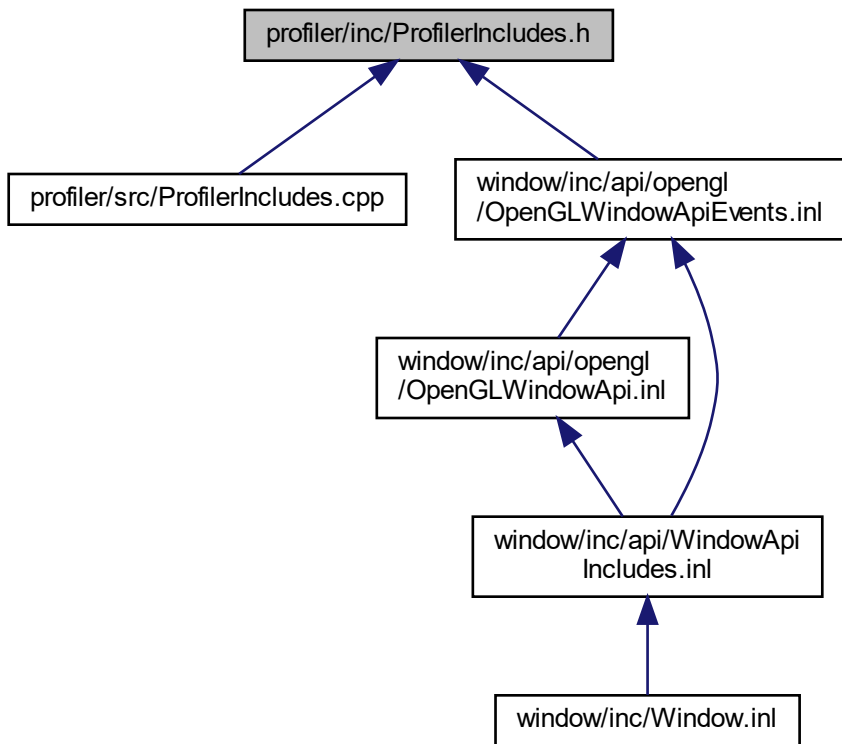 profiler/inc/ProfilerIncludes.h
profiler/src/ProfilerIncludes.cpp
window/inc/api/opengl
/OpenGLWindowApiEvents.inl
window/inc/api/opengl
/OpenGLWindowApi.inl
window/inc/api/WindowApi
Includes.inl
window/inc/Window.inl